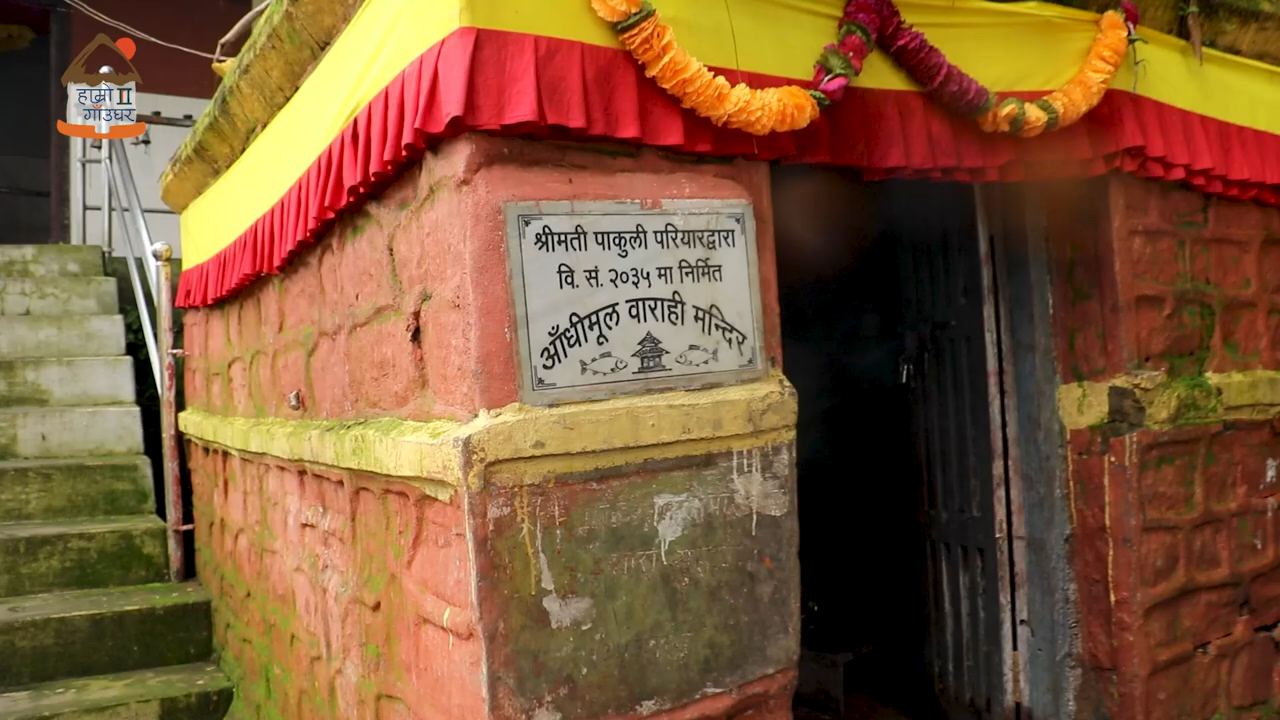 हाम्रो
गाउँघर
श्रीमती पाकुली परियारद्वारा
वि. सं. २०३५ मा निर्मित
आँधीमूल वाराही मन्दिर